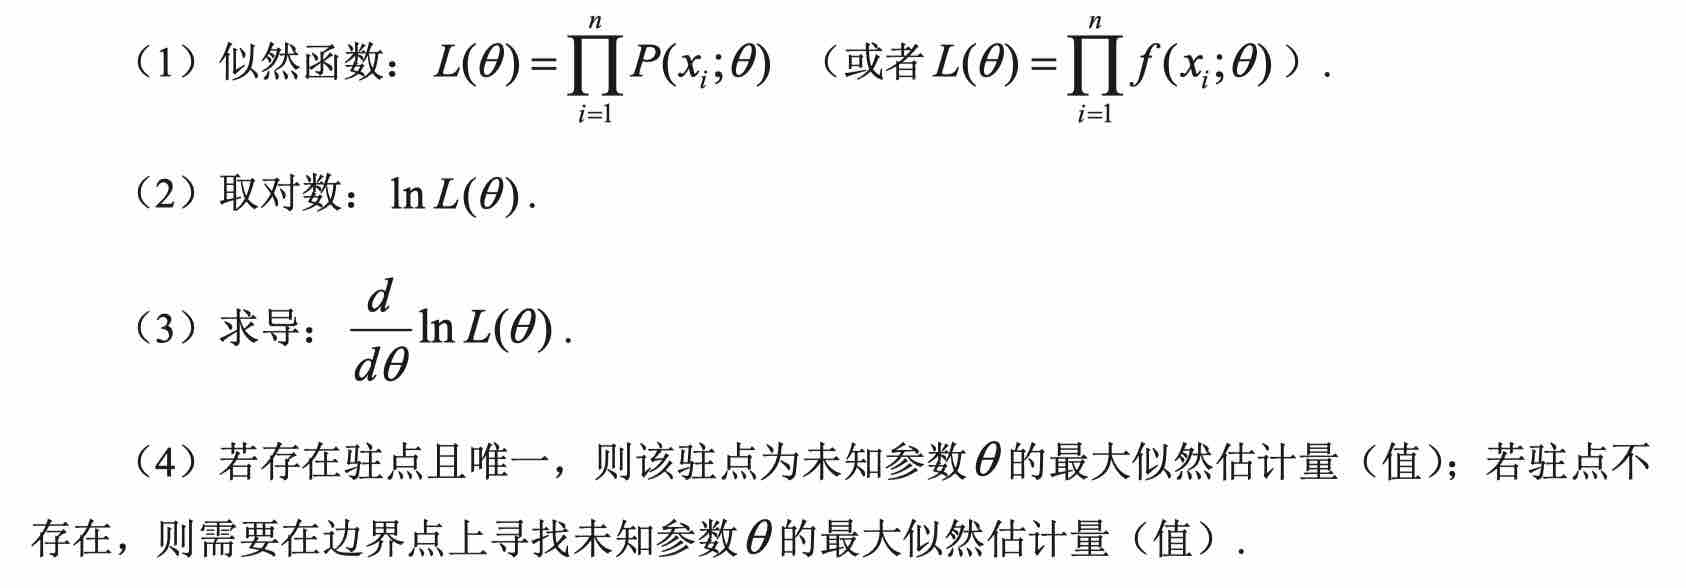 （1）似然函数：$L(\theta)=\prod_{i=1}^{n}P(x_i;\theta)$ （或者$L(\theta)=\prod_{i=1}^{n}f(x_i;\theta)$）.
（2）取对数：$\ln L(\theta)$.
（3）求导：$\frac{d}{d\theta}\ln L(\theta)$.
（4）若存在驻点且唯一，则该驻点为未知参数$\theta$的最大似然估计量（值）；若驻点不
存在，则需要在边界点上寻找未知参数$\theta$的最大似然估计量（值）.